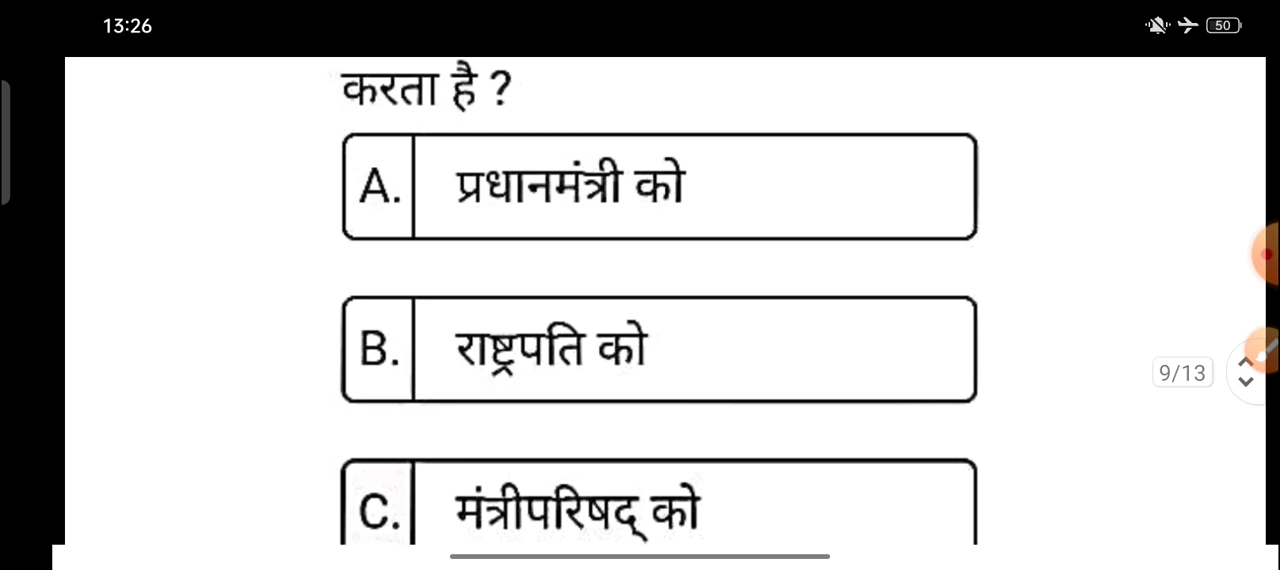 13:26
50
करता है ?
A. प्रधानमंत्री को
B. राष्ट्रपति को
9/13
C. मंत्रीपरिषद् को